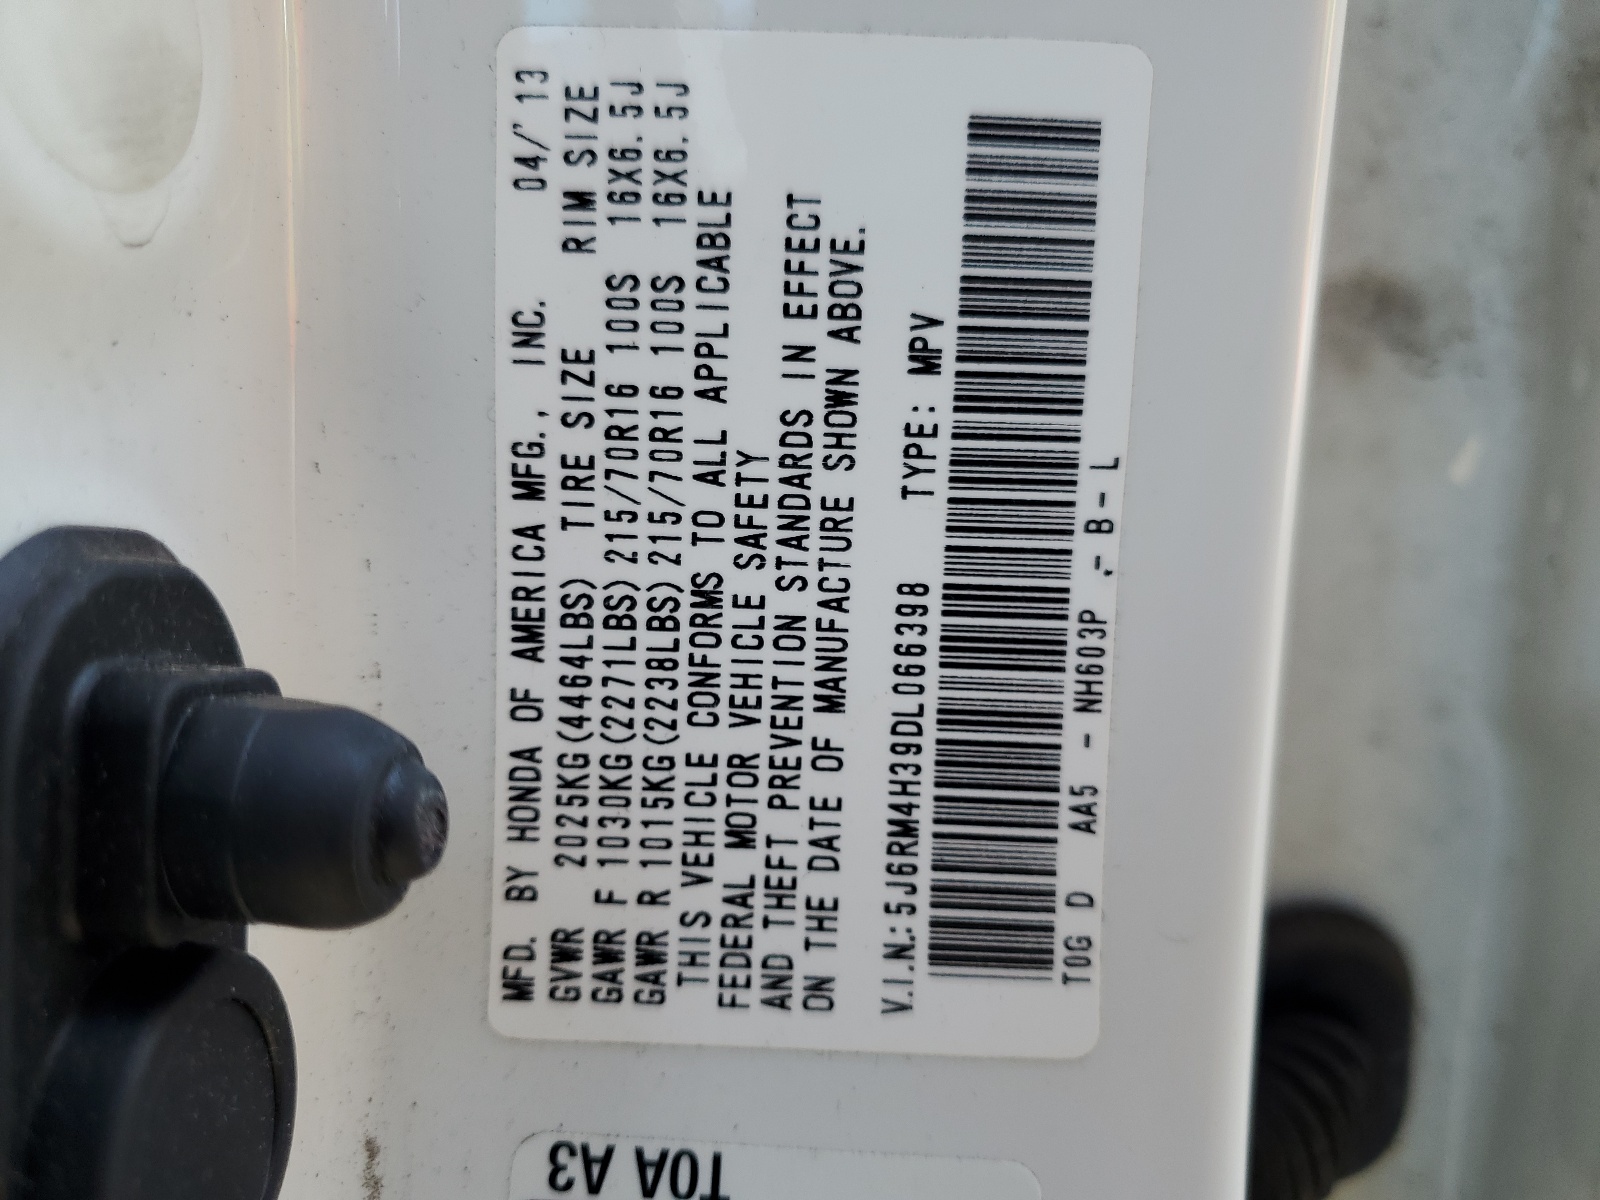 MFD. BY HONDA OF AMERICA MFG., INC. 04/'13
GVWR 2025KG(4464LBS) TIRE SIZE RIM SIZE
GAWR F 1030KG(2271LBS)215/70R16 100S 16X6.5J
GAWR R 1015KG(2238LBS)215/70R16 100S 16X6.5J
THIS VEHICLE CONFORMS TO ALL APPLICABLE
FEDERAL MOTOR VEHICLE SAFETY
AND THEFT PREVENTION STANDARDS IN EFFECT
ON THE DATE OF MANUFACTURE SHOWN ABOVE.
V.I.N.:5J6RM4H39DL066398 TYPE: MPV
T0G D AA5 - NH603P .- B- L
T0A A3